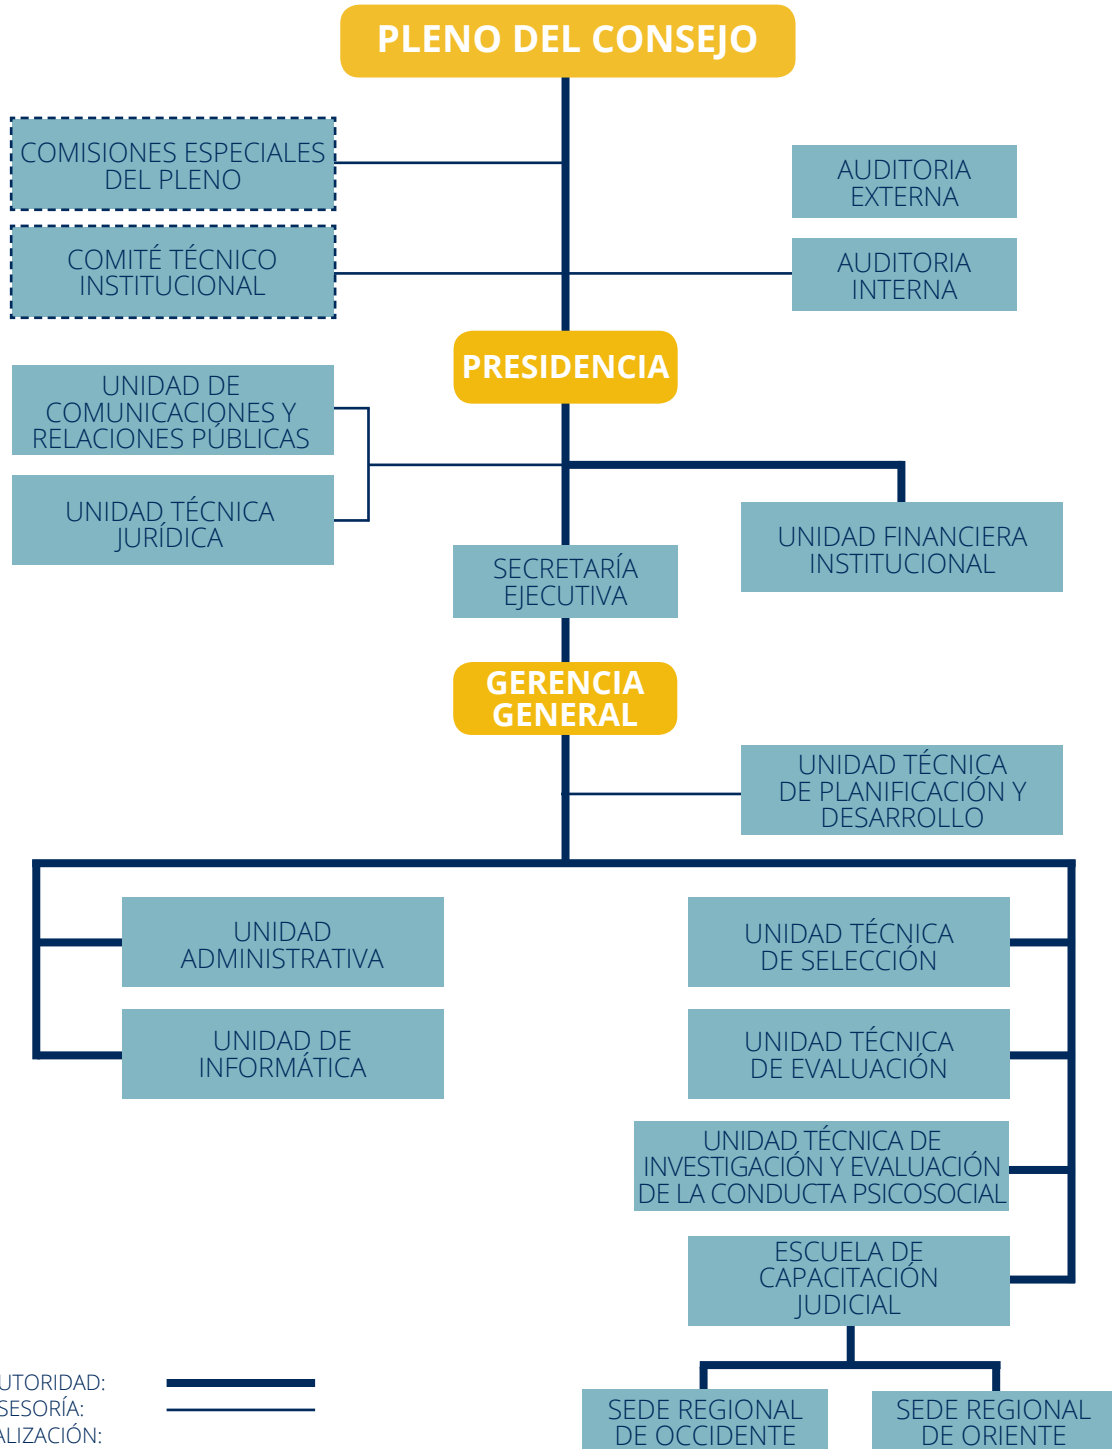 PLENO DEL CONSEJO
COMISIONES ESPECIALES
DEL PLENO
AUDITORIA
EXTERNA
COMITÉ TÉCNICO
INSTITUCIONAL
AUDITORIA
INTERNA
PRESIDENCIA
UNIDAD DE
COMUNICACIONES Y
RELACIONES PÚBLICAS
UNIDAD TÉCNICA
JURÍDICA
UNIDAD FINANCIERA
INSTITUCIONAL
SECRETARÍA
EJECUTIVA
GERENCIA
GENERAL
UNIDAD TÉCNICA
DE PLANIFICACIÓN Y
DESARROLLO
UNIDAD
ADMINISTRATIVA
UNIDAD DE
INFORMÁTICA
UNIDAD TÉCNICA
DE SELECCIÓN
UNIDAD TÉCNICA
DE EVALUACIÓN
UNIDAD TÉCNICA DE
INVESTIGACIÓN Y EVALUACIÓN
DE LA CONDUCTA PSICOSOCIAL
ESCUELA DE
CAPACITACIÓN
JUDICIAL
SEDE REGIONAL
DE OCCIDENTE
SEDE REGIONAL
DE ORIENTE
UTORIDAD:
SESORÍA:
ALIZACIÓN: